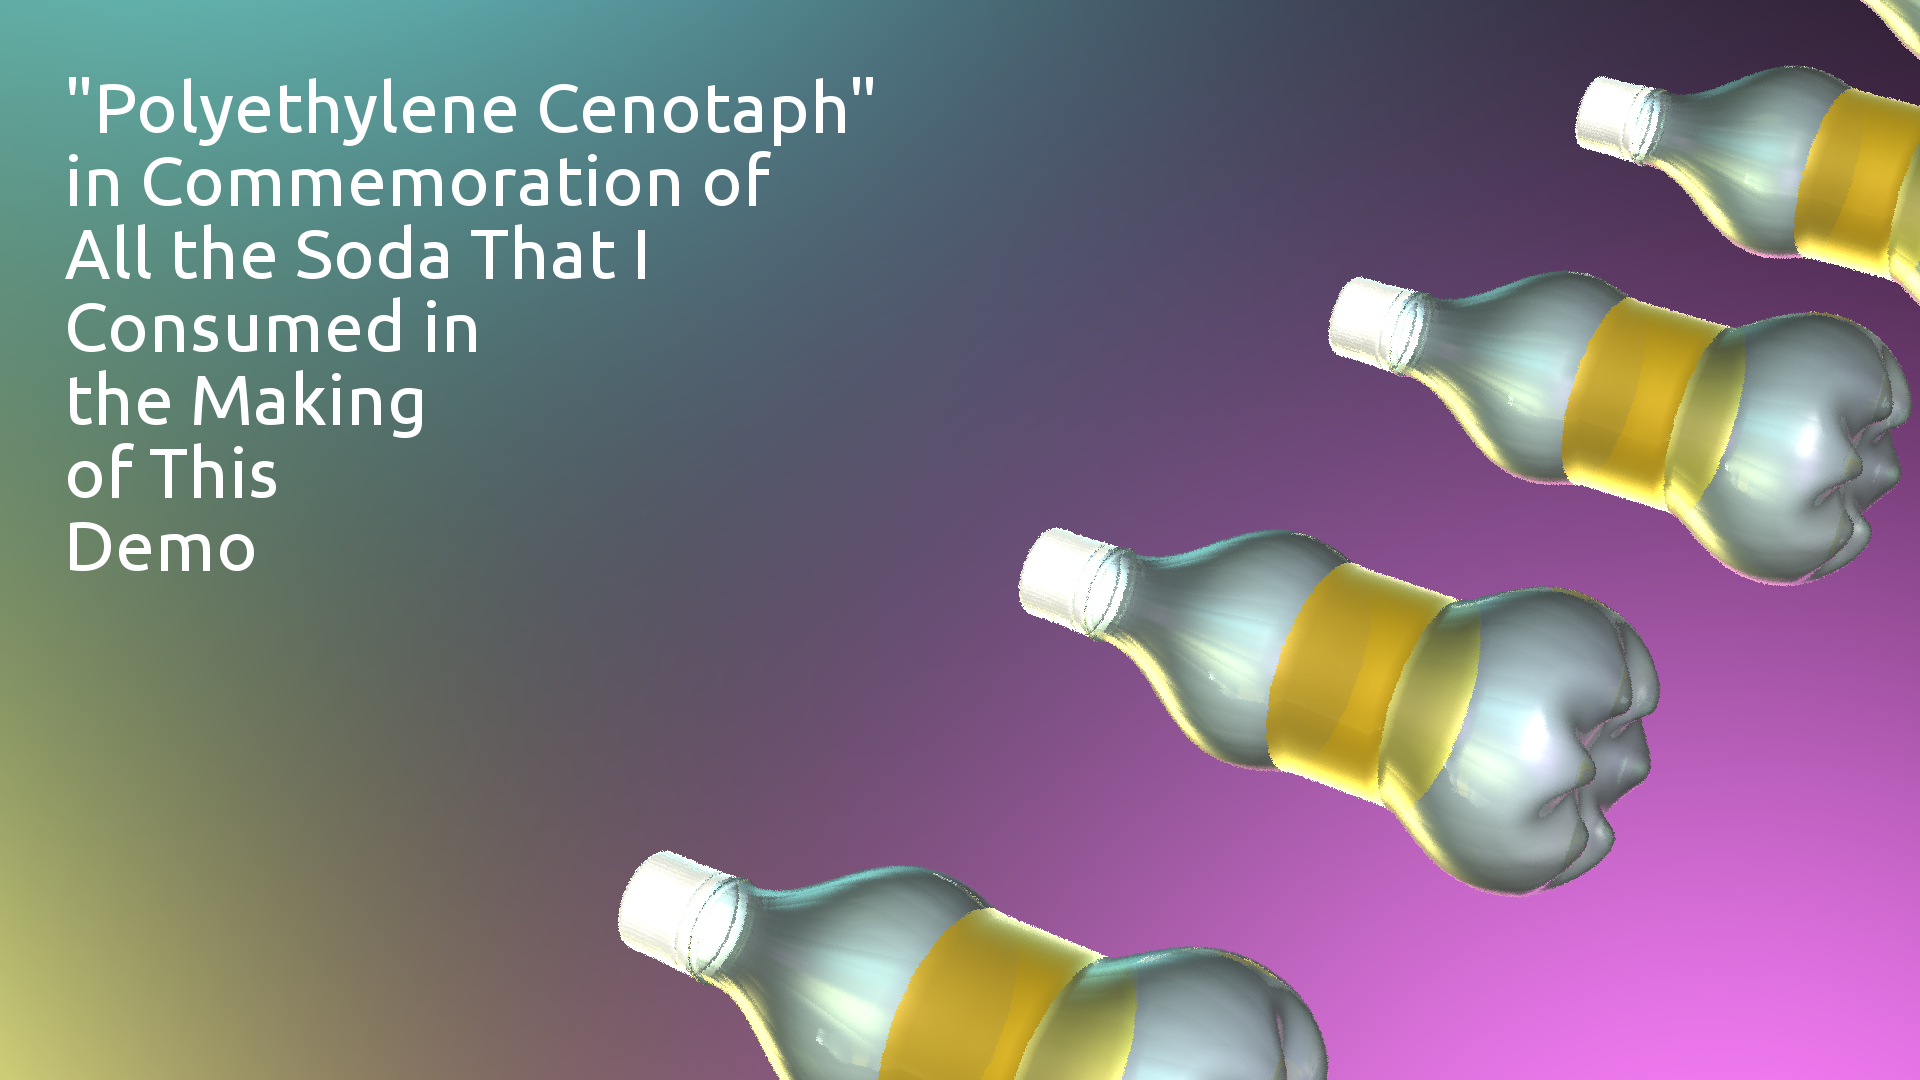 "Polyethylene Cenotaph"
in Commemoration of
All the Soda That I
Consumed in
the Making
of This
Demo